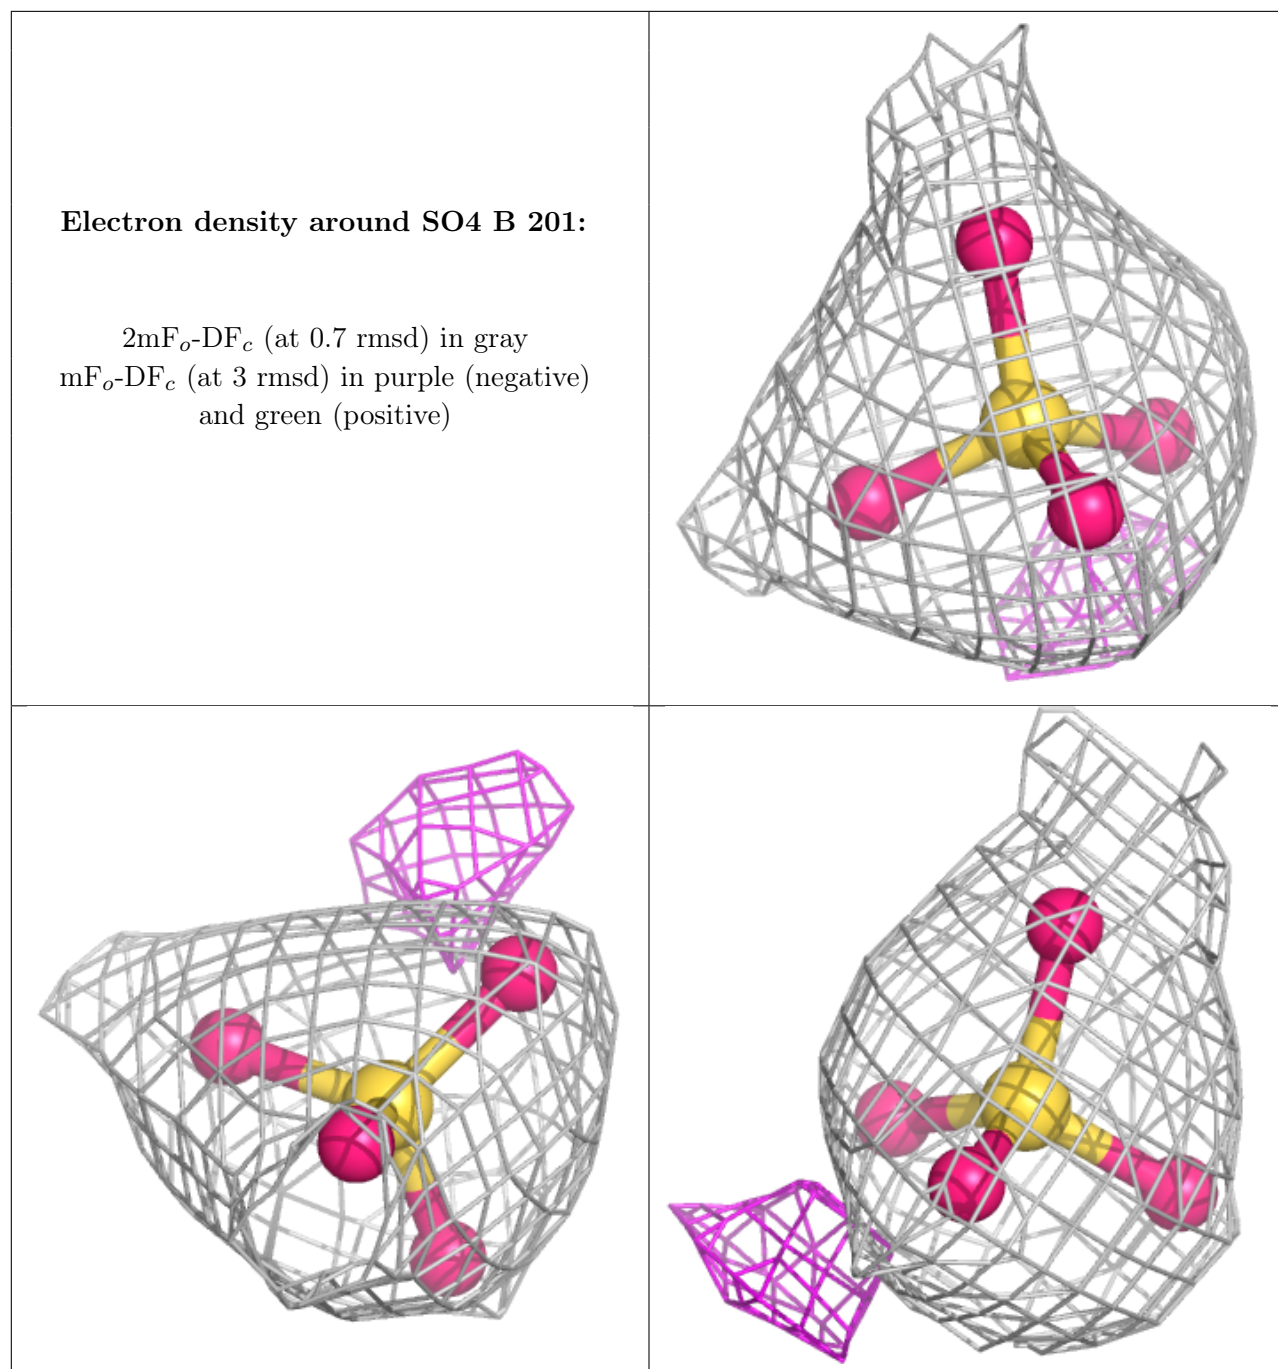 Electron density around SO4 B 201:
2mFo-DFc (at 0.7 rmsd) in gray
mFo-DFc (at 3 rmsd) in purple (negative)
and green (positive)